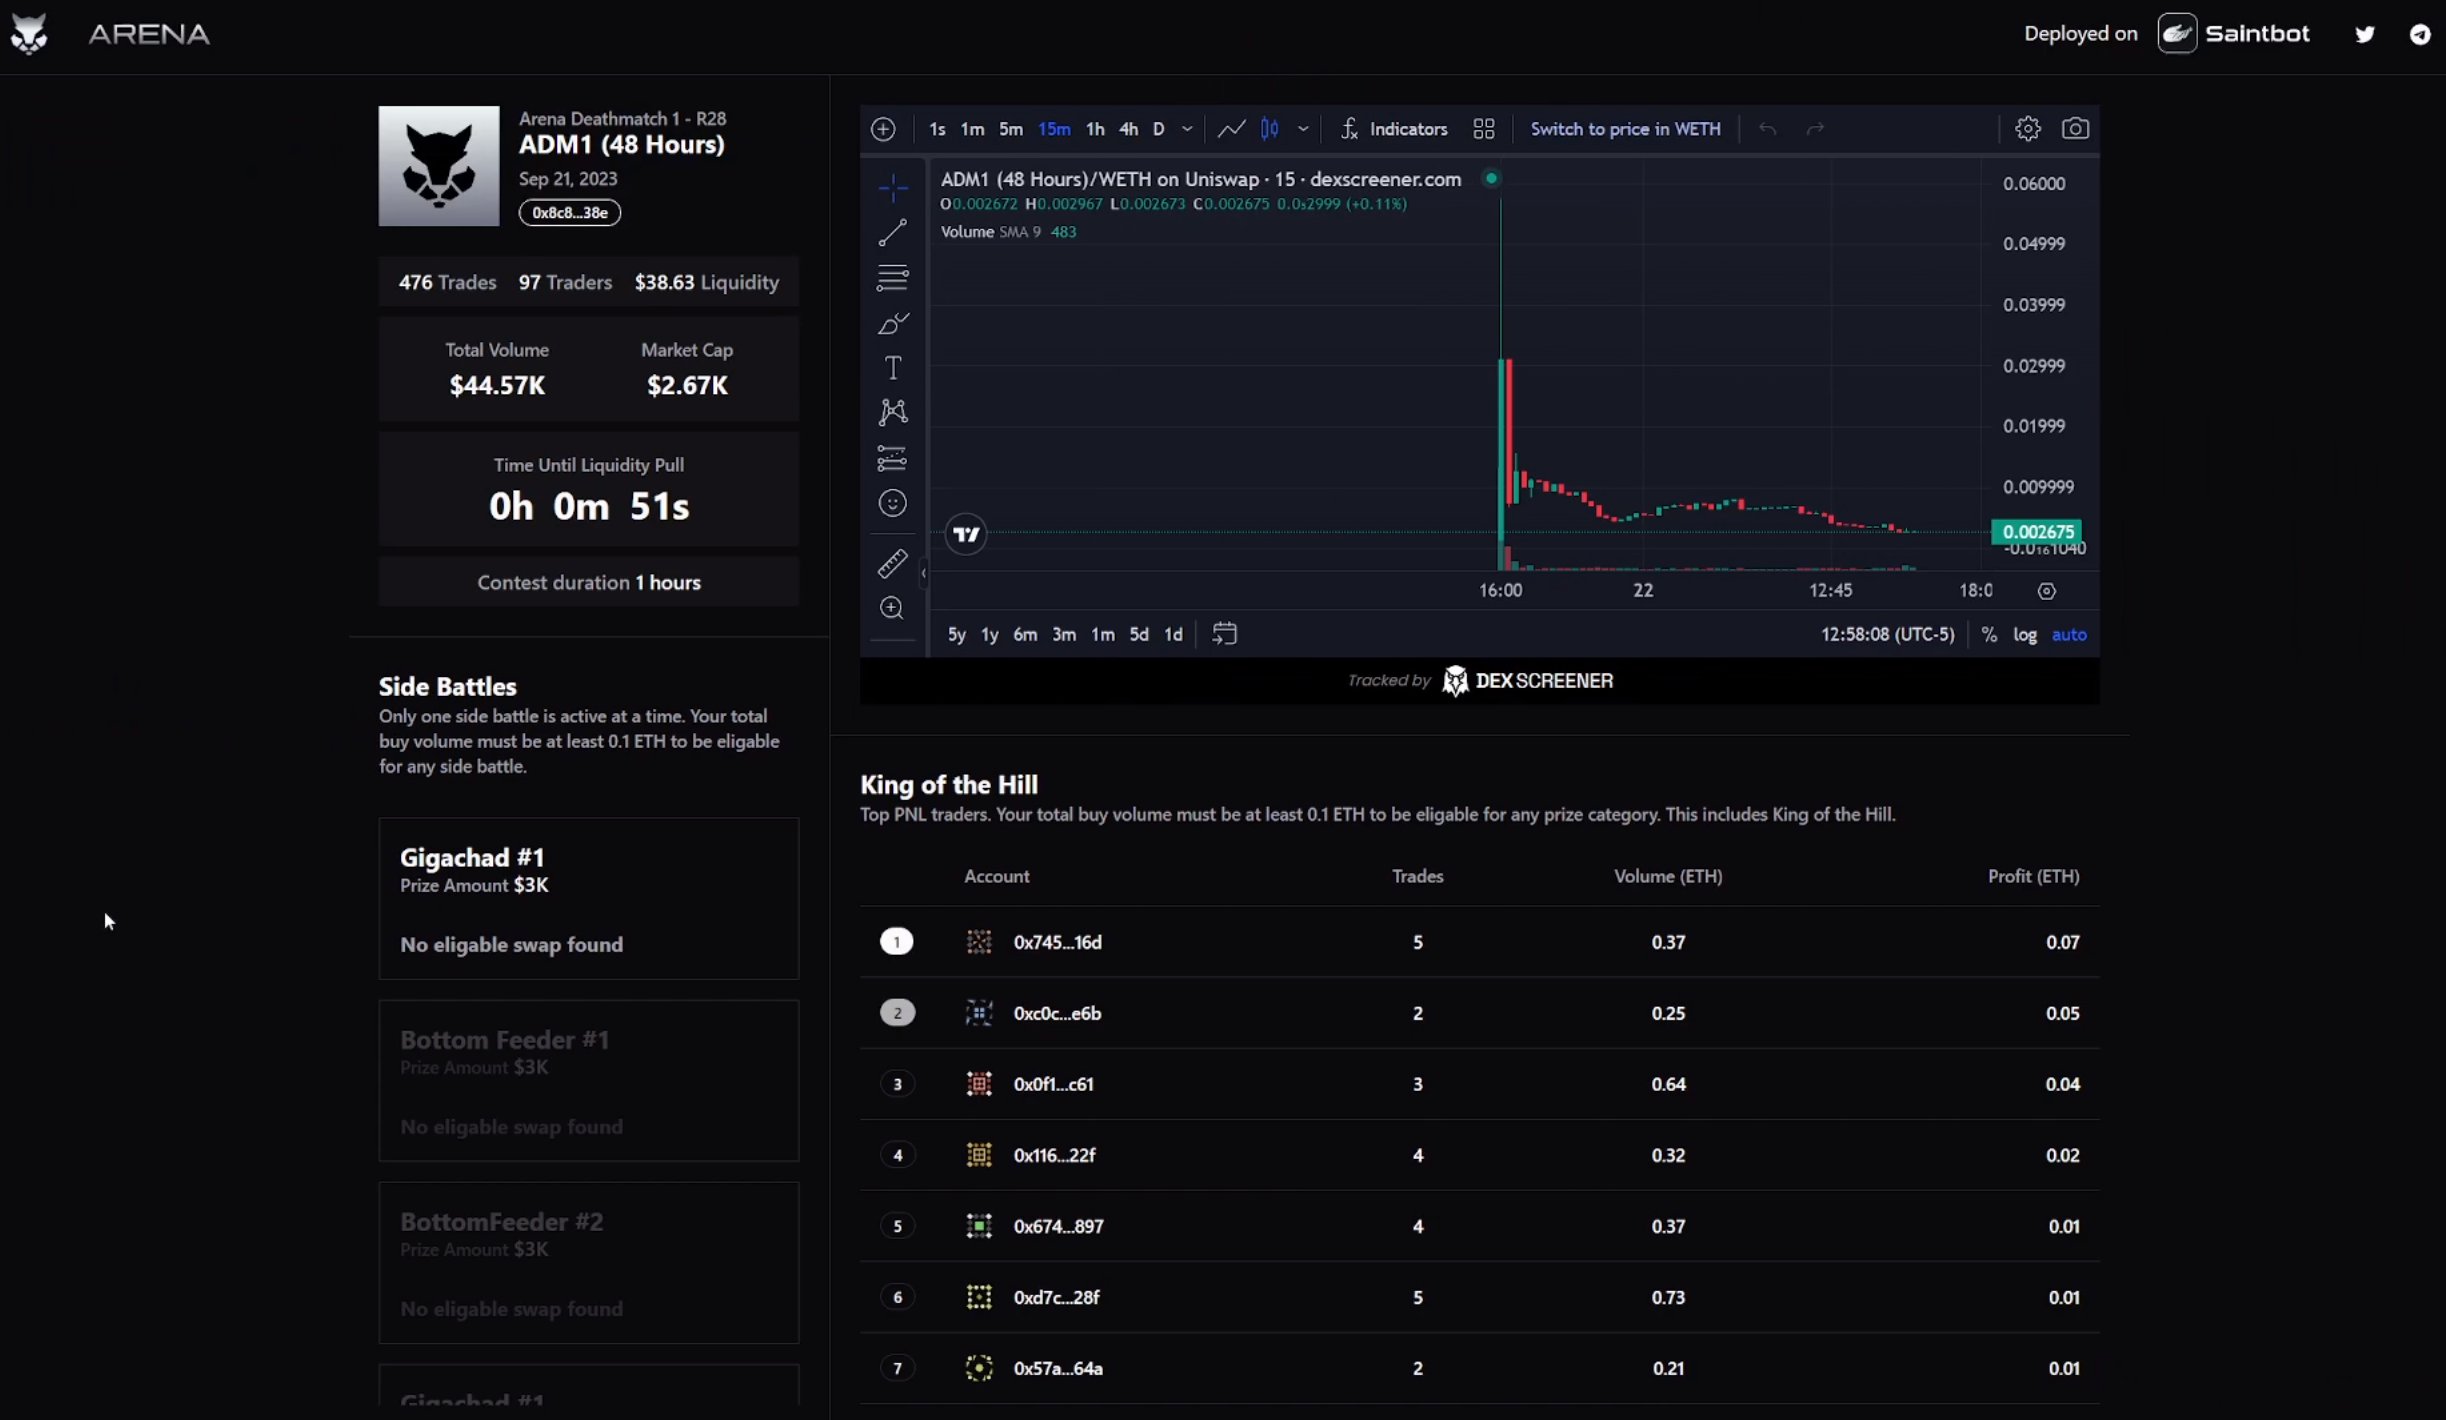 ARENA
Deployed on Saintbot
Arena Deathmatch 1 - R28
ADM1 (48 Hours)
Sep 21, 2023
0x8c8...38e
476 Trades 97 Traders $38.63 Liquidity
Total Volume Market Cap
$44.57K $2.67K
Time Until Liquidity Pull
0h 0m 51s
Contest duration 1 hours
Side Battles
Only one side battle is active at a time. Your total
buy volume must be at least 0.1 ETH to be eligable
for any side battle.
Gigachad #1
Prize Amount $3K
No eligable swap found
Bottom Feeder #1
Prize Amount $3K
No eligable swap found
BottomFeeder #2
Prize Amount $3K
No eligable swap found
Gigachad #1
1s 1m 5m 15m 1h 4h D Indicators Switch to price in WETH
ADM1 (48 Hours)/WETH on Uniswap · 15 · dexscreener.com
O0.002672 H0.002967 L0.002673 C0.002675 0.0₅2999 (+0.11%)
Volume SMA 9 483
0.06000
0.04999
0.03999
0.02999
0.01999
0.009999
0.002675
-0.0₁₆1040
16:00 22 12:45 18:0
5y 1y 6m 3m 1m 5d 1d 12:58:08 (UTC-5) % log auto
Tracked by DEX SCREENER
King of the Hill
Top PNL traders. Your total buy volume must be at least 0.1 ETH to be eligable for any prize category. This includes King of the Hill.
Account Trades Volume (ETH) Profit (ETH)
1 0x745...16d 5 0.37 0.07
2 0xc0c...e6b 2 0.25 0.05
3 0x0f1...c61 3 0.64 0.04
4 0x116...22f 4 0.32 0.02
5 0x674...897 4 0.37 0.01
6 0xd7c...28f 5 0.73 0.01
7 0x57a...64a 2 0.21 0.01